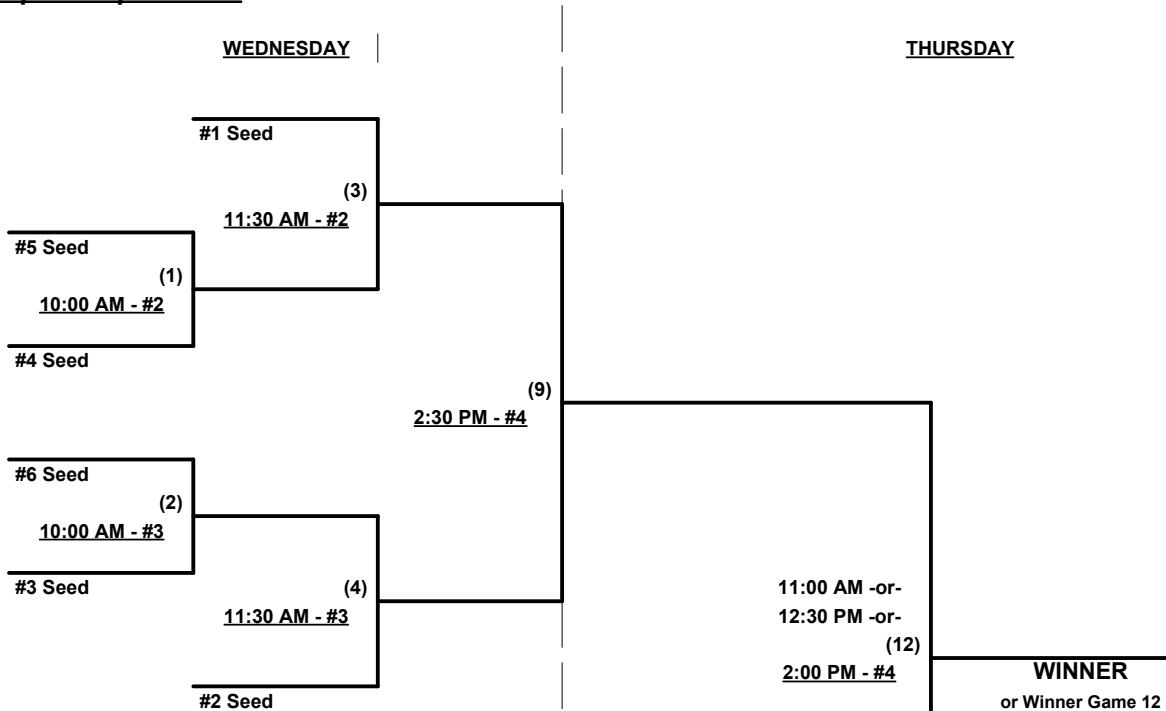 WEDNESDAY
THURSDAY
#1 Seed
(3)
11:30 AM - #2
#5 Seed
(1)
10:00 AM - #2
#4 Seed
(9)
2:30 PM - #4
#6 Seed
(2)
10:00 AM - #3
#3 Seed
(4)
11:30 AM - #3
#2 Seed
11:00 AM -or-
12:30 PM -or-
(12)
2:00 PM - #4
WINNER
or Winner Game 12